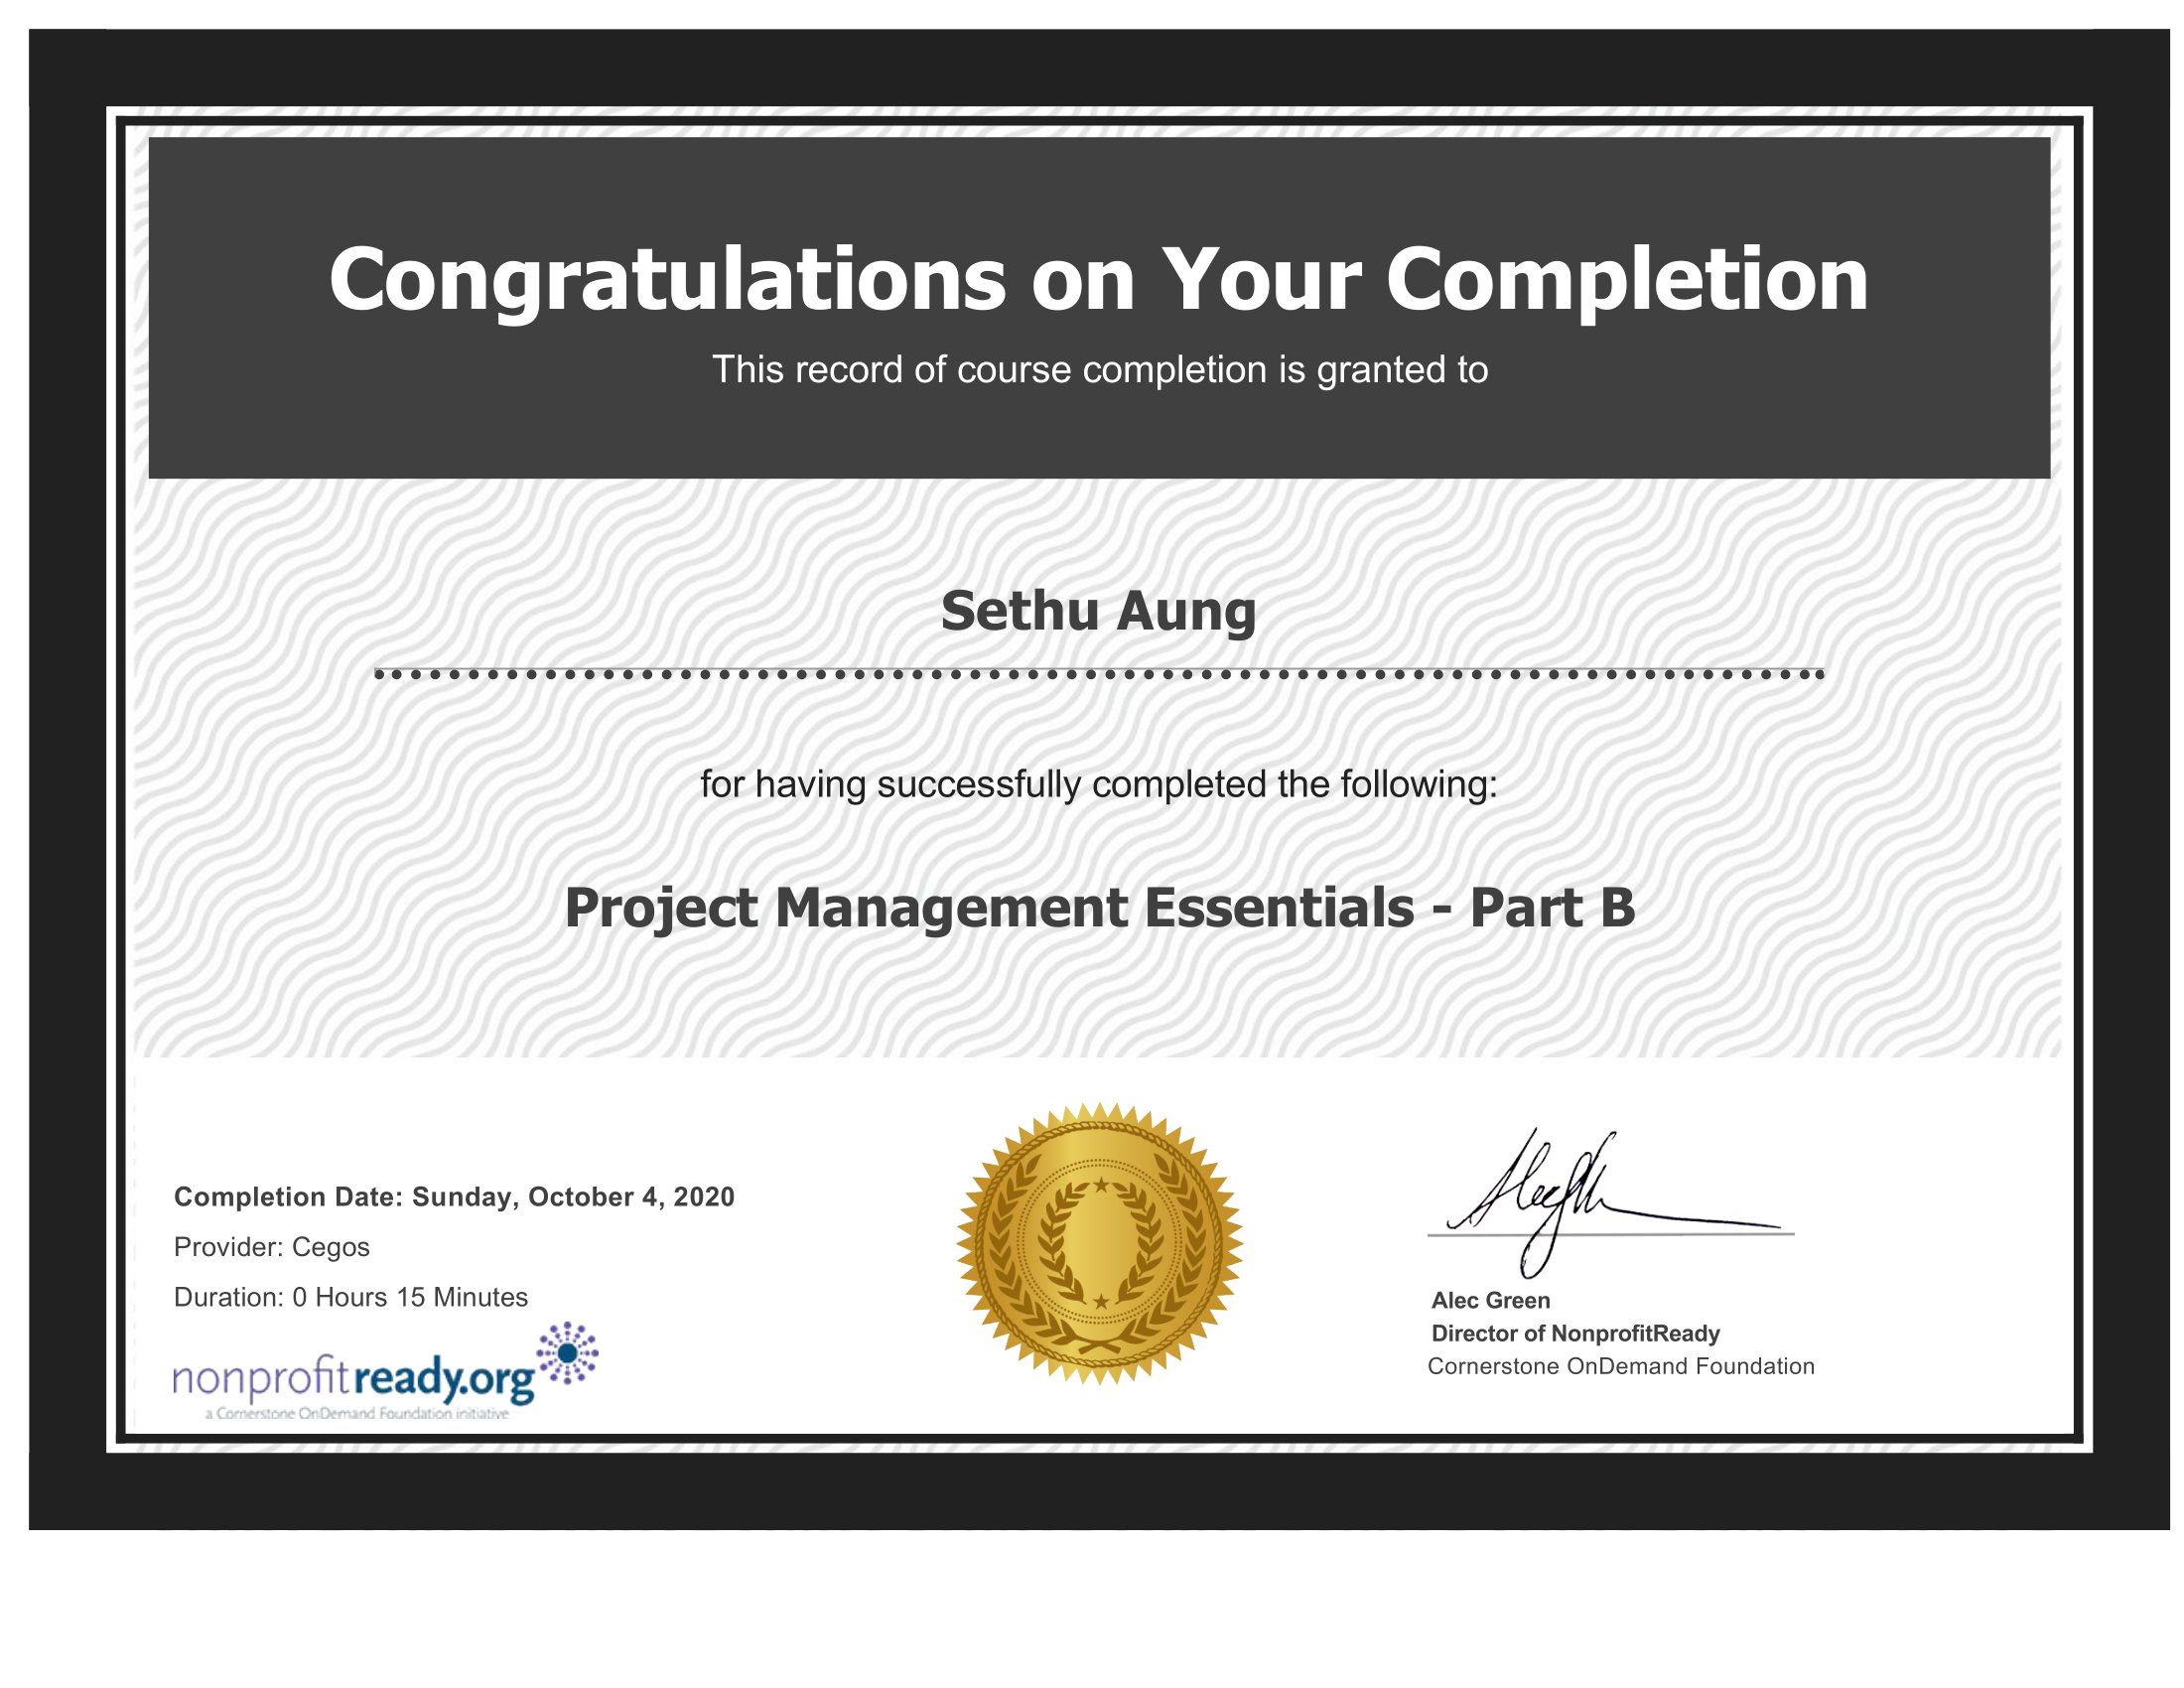 Congratulations on Your Completion
This record of course completion is granted to
Sethu Aung
for having successfully completed the following:
Project Management Essentials - Part B
Completion Date: Sunday, October 4, 2020
Provider: Cegos
Duration: 0 Hours 15 Minutes
nonprofitready.org
a Cornerstone OnDemand Foundation initiative
Alec Green
Director of NonprofitReady
Cornerstone OnDemand Foundation